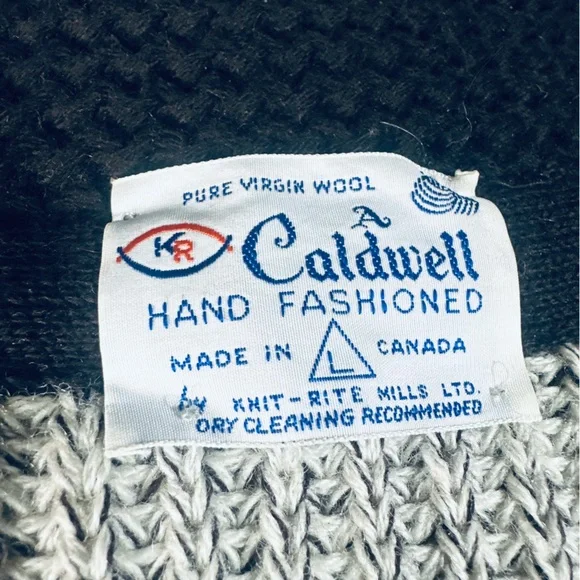 PURE VIRGIN WOOL
A
KR Caldwell
HAND FASHIONED
MADE IN L CANADA
by KNIT-RITE MILLS LTD.
DRY CLEANING RECOMMENDED